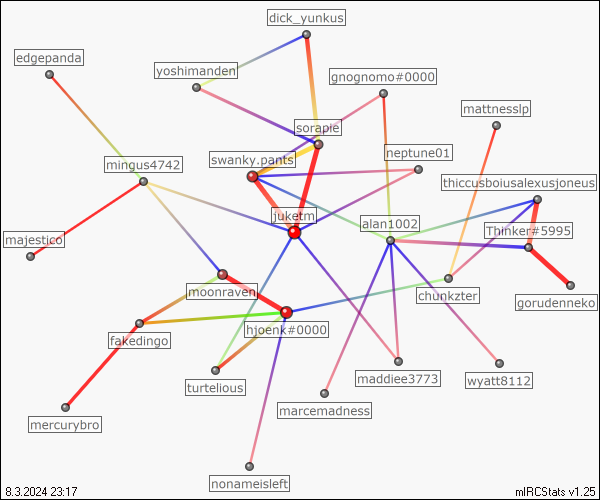 dick_yunkus
edgepanda
yoshimanden
gnognomo#0000
mattnesslp
sorapie
mingus4742
swanky.pants
neptune01
thiccusboiusalexusjoneus
juketm
alan1002
Thinker#5995
majestico
moonraven
chunkzter
gorudenneko
hjoenk#0000
fakedingo
maddiee3773
wyatt8112
turtelious
marcemadness
mercurybro
nonameisleft
8.3.2024 23:17
mIRCStats v1.25